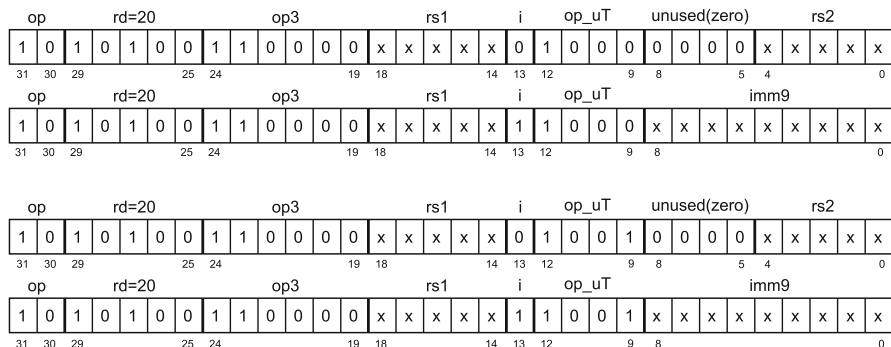 op rd=20 op3 rs1 i op_uT unused(zero) rs2
1 0 1 0 1 0 0 1 1 0 0 0 0 x x x x x 0 1 0 0 0 0 0 0 0 x x x x x
31 30 29 25 24 19 18 14 13 12 9 8 5 4 0
op rd=20 op3 rs1 i op_uT imm9
1 0 1 0 1 0 0 1 1 0 0 0 0 x x x x x 1 1 0 0 0 x x x x x x x x x
31 30 29 25 24 19 18 14 13 12 9 8 0
op rd=20 op3 rs1 i op_uT unused(zero) rs2
1 0 1 0 1 0 0 1 1 0 0 0 0 x x x x x 0 1 0 0 1 0 0 0 0 x x x x x
31 30 29 25 24 19 18 14 13 12 9 8 5 4 0
op rd=20 op3 rs1 i op_uT imm9
1 0 1 0 1 0 0 1 1 0 0 0 0 x x x x x 1 1 0 0 1 x x x x x x x x x
31 30 29 25 24 19 18 14 13 12 9 8 0